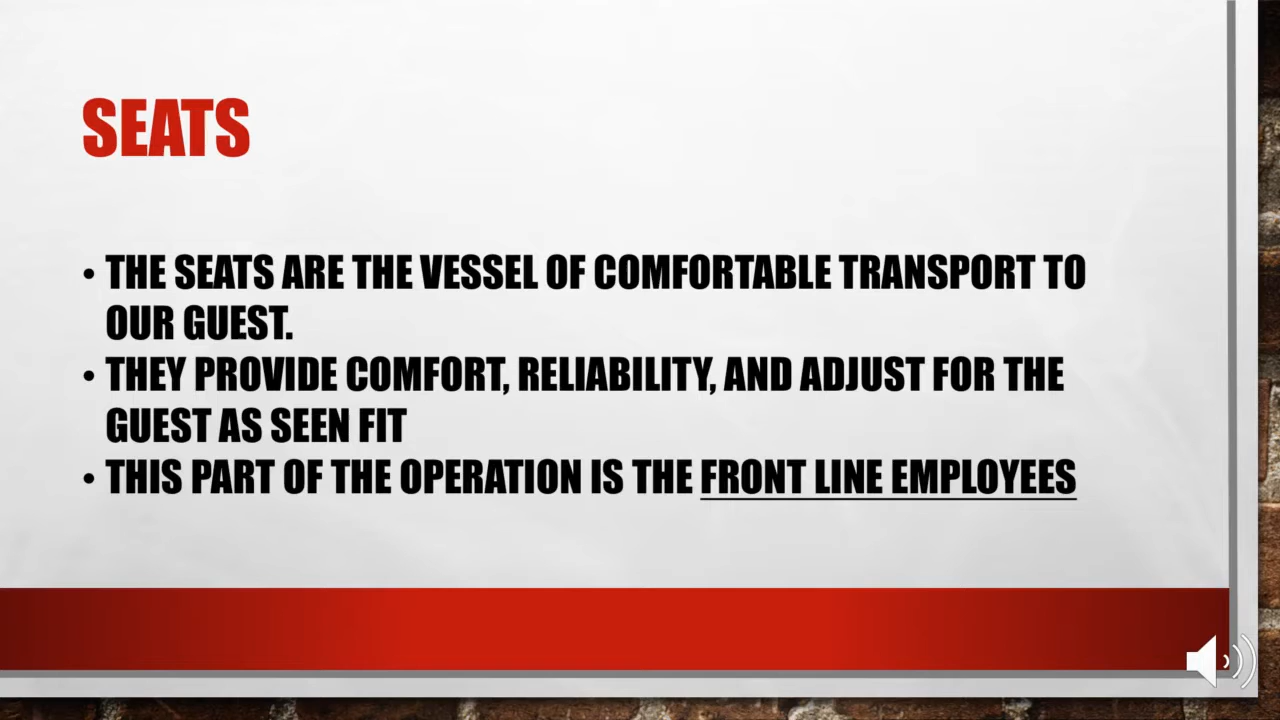 SEATS
• THE SEATS ARE THE VESSEL OF COMFORTABLE TRANSPORT TO
OUR GUEST.
• THEY PROVIDE COMFORT, RELIABILITY, AND ADJUST FOR THE
GUEST AS SEEN FIT
• THIS PART OF THE OPERATION IS THE FRONT LINE EMPLOYEES